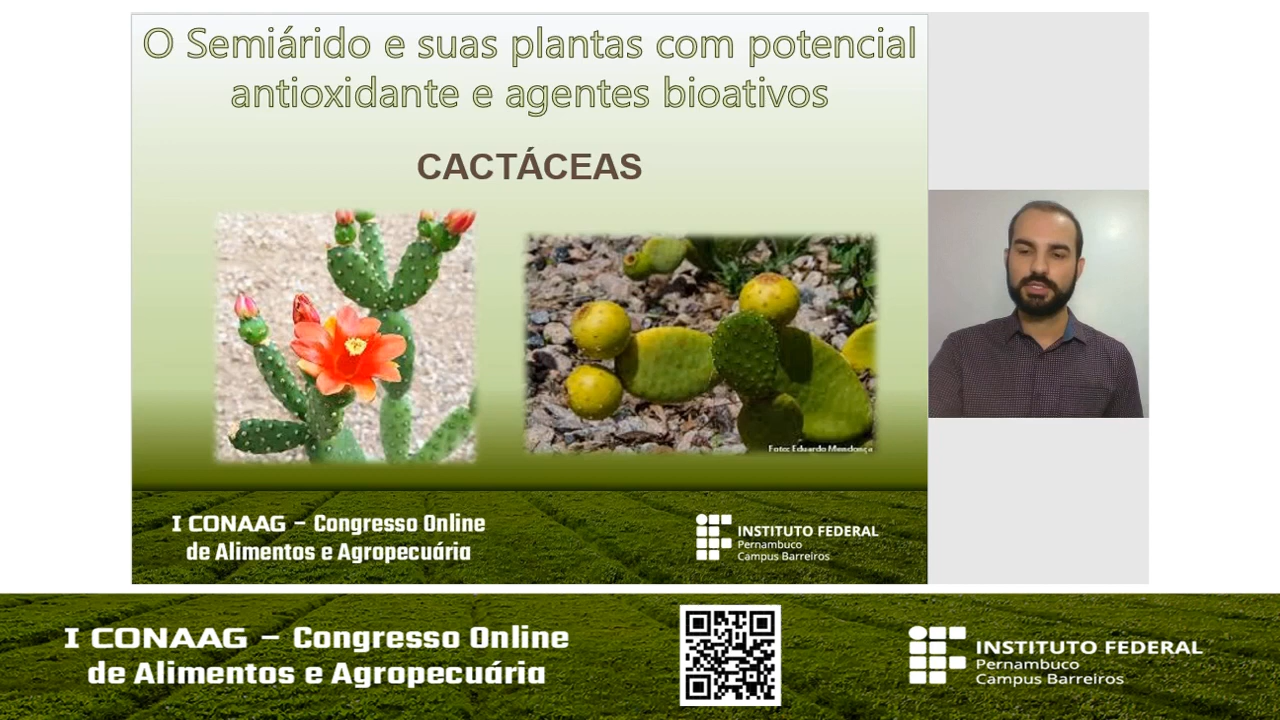 O Semiárido e suas plantas com potencial
antioxidante e agentes bioativos
CACTÁCEAS
Foto: Eduardo Mendonça
I CONAAG – Congresso Online
de Alimentos e Agropecuária
INSTITUTO FEDERAL
Pernambuco
Campus Barreiros
I CONAAG – Congresso Online
de Alimentos e Agropecuária
INSTITUTO FEDERAL
Pernambuco
Campus Barreiros